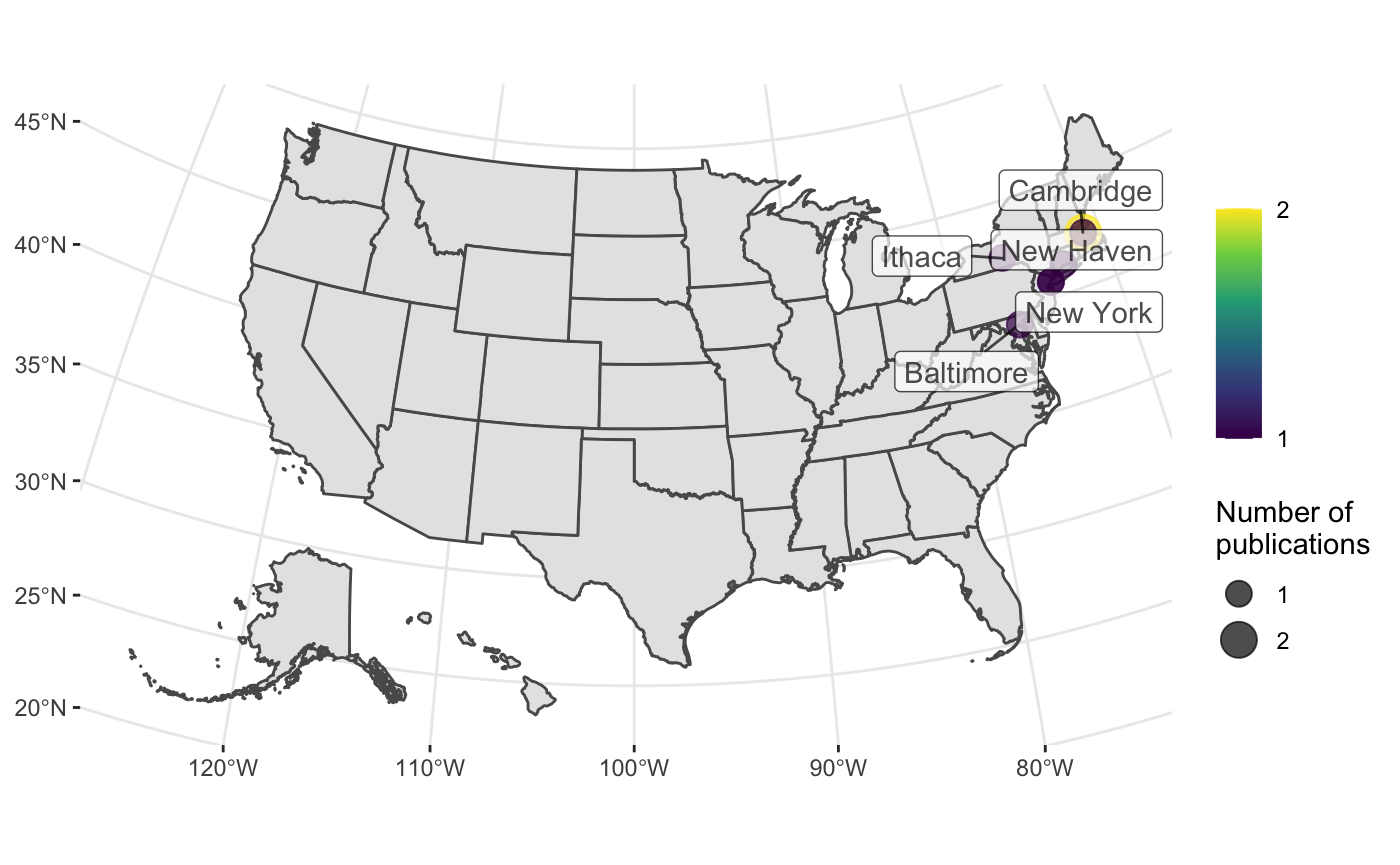 45°N
40°N
35°N
30°N
25°N
20°N
120°W
110°W
100°W
90°W
80°W
Cambridge
Ithaca
New Haven
New York
Baltimore
2
1
Number of
publications
1
2